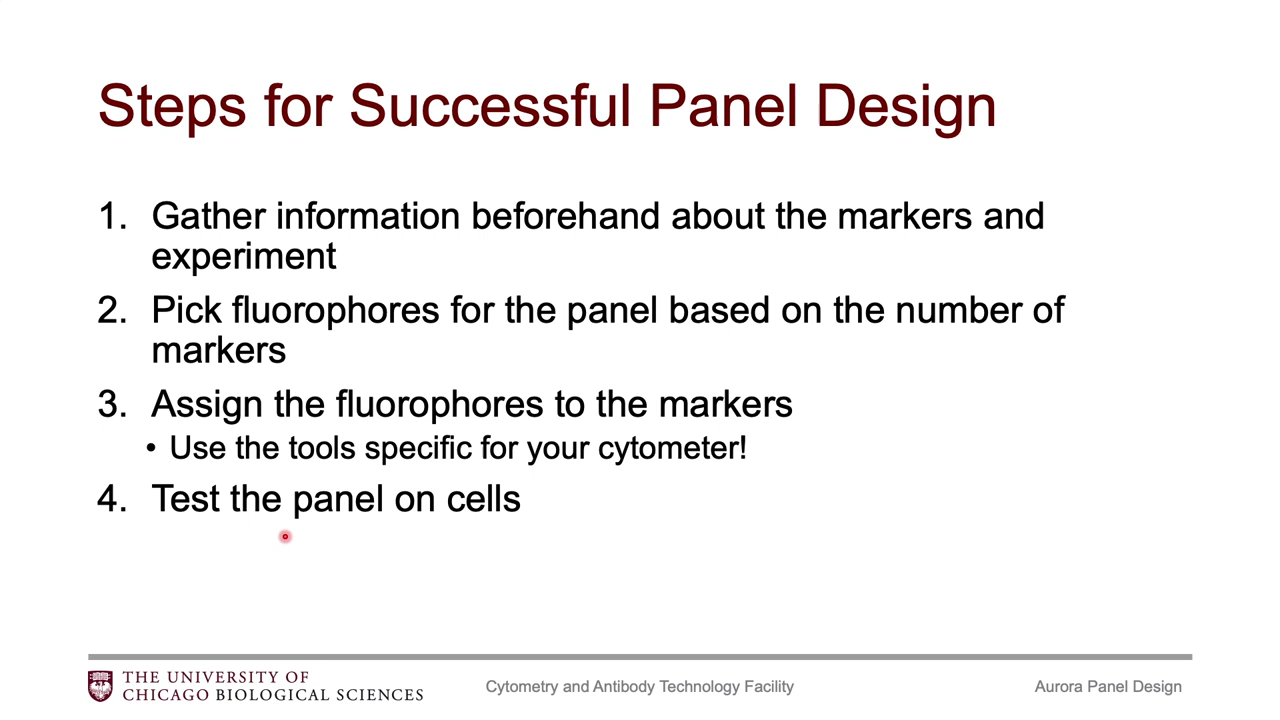 Steps for Successful Panel Design
1. Gather information beforehand about the markers and
experiment
2. Pick fluorophores for the panel based on the number of
markers
3. Assign the fluorophores to the markers
• Use the tools specific for your cytometer!
4. Test the panel on cells
THE UNIVERSITY OF
CHICAGO BIOLOGICAL SCIENCES
Cytometry and Antibody Technology Facility
Aurora Panel Design